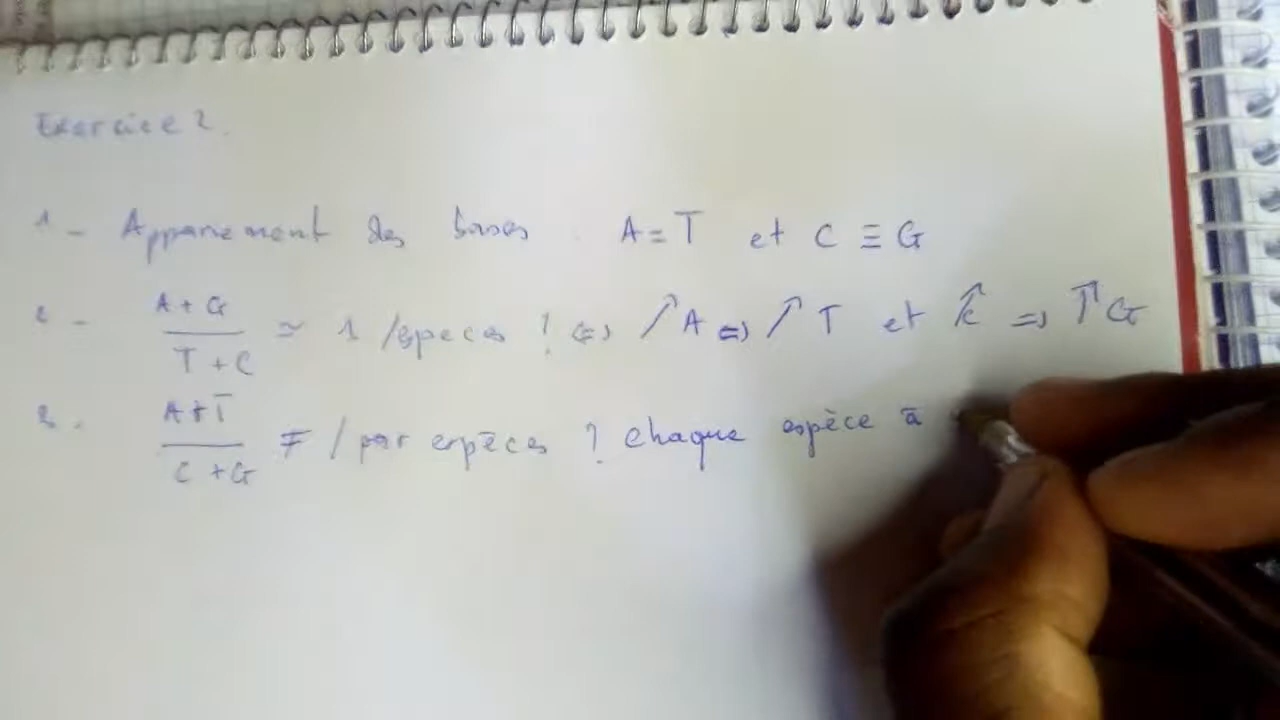 Exercice 2.
1 - Appariement des bases : A = T et C ≡ G
2 - A + G / T + C ≃ 1 / espèces ? <=> ↗ A <=> ↗ T et ↗ C => ↗ G
3. A + T / C + G ≠ / par espèces ? chaque espèce à